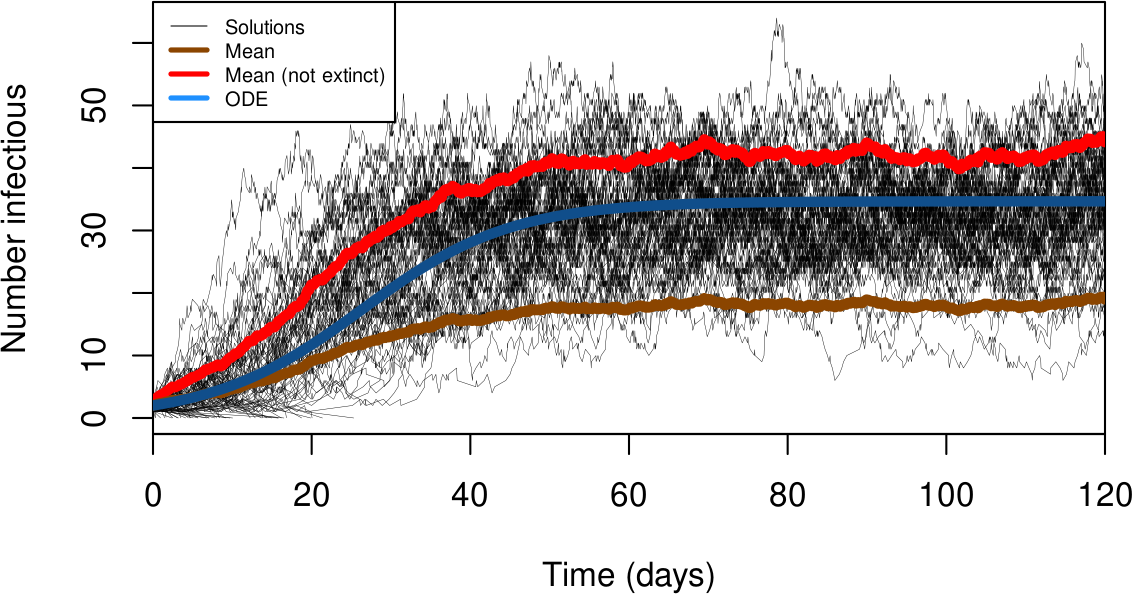 Solutions
Mean
Mean (not extinct)
ODE
Number infectious
50
30
10
0
0 20 40 60 80 100 120
Time (days)